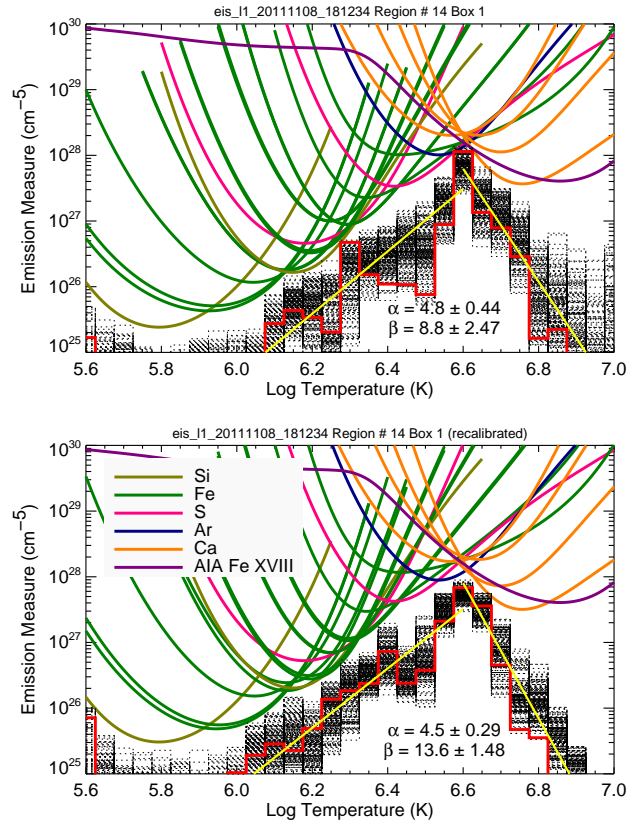 eis_l1_20111108_181234 Region # 14 Box 1
10^30
10^29
10^28
10^27
10^26
10^25
Emission Measure (cm^−5)
α = 4.8 ± 0.44
β = 8.8 ± 2.47
5.6 5.8 6.0 6.2 6.4 6.6 6.8 7.0
Log Temperature (K)
eis_l1_20111108_181234 Region # 14 Box 1 (recalibrated)
10^30
10^29
10^28
10^27
10^26
10^25
Emission Measure (cm^−5)
Si
Fe
S
Ar
Ca
AIA Fe XVIII
α = 4.5 ± 0.29
β = 13.6 ± 1.48
5.6 5.8 6.0 6.2 6.4 6.6 6.8 7.0
Log Temperature (K)